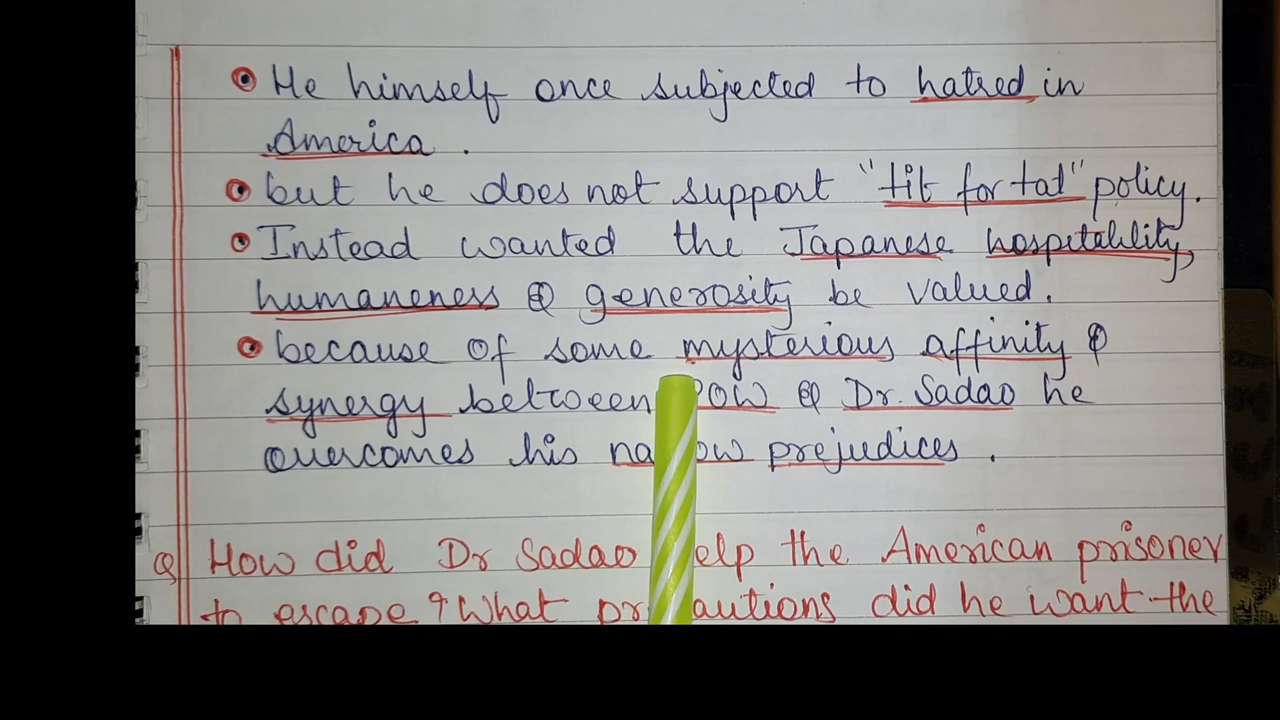 He himself once subjected to hatred in
America.
but he does not support "tit for tat" policy.
Instead wanted the Japanese hospitality,
humaneness & generosity be valued.
because of some mysterious affinity &
synergy between POW & Dr. Sadao he
overcomes his prejudices.
Q How did Dr Sadao the American prisoner
to escape? What did he want the